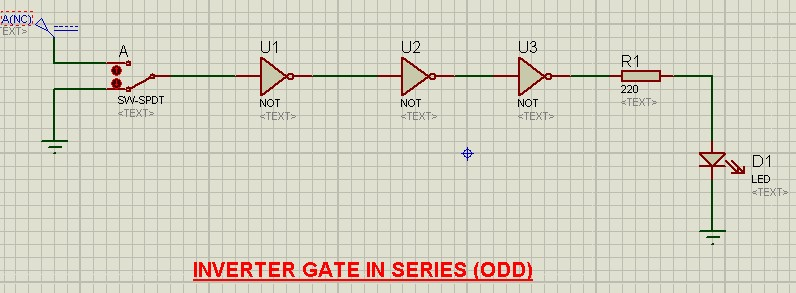 A(NC)
TEXT>
A
SW-SPDT
<TEXT>
U1
NOT
<TEXT>
U2
NOT
<TEXT>
U3
NOT
<TEXT>
R1
220
<TEXT>
D1
LED
<TEXT>
INVERTER GATE IN SERIES (ODD)